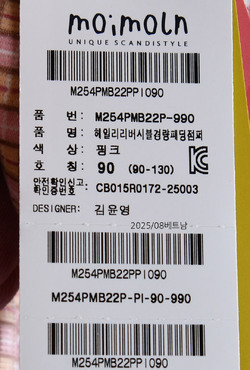 moimoln
UNIQUE SCANDISTYLE
M254PMB22PPI090
품 번: M254PMB22P-990
품 명: 헤일리리버시블경량패딩점퍼
색 상: 핑크
호 칭: 90 (90-130)
안전확인신고
확인증번호 : CB015R0172-25003
DESIGNER: 김윤영
2025/08베트남
M254PMB22PPI090
M254PMB22P-PI-90-990
M254PMB22PPI090